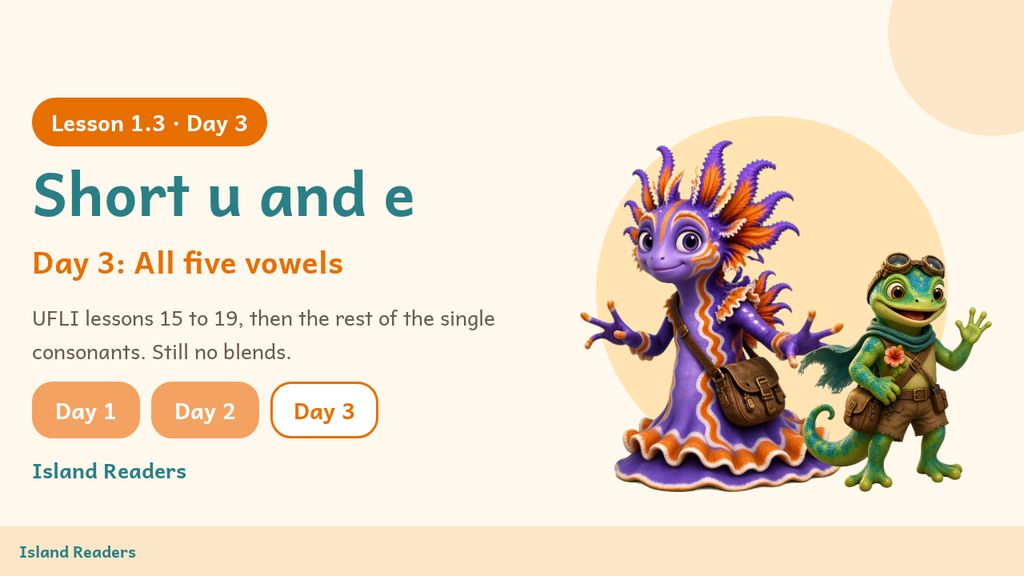 Lesson 1.3 · Day 3
Short u and e
Day 3: All five vowels
UFLI lessons 15 to 19, then the rest of the single
consonants. Still no blends.
Day 1 Day 2 Day 3
Island Readers
Island Readers